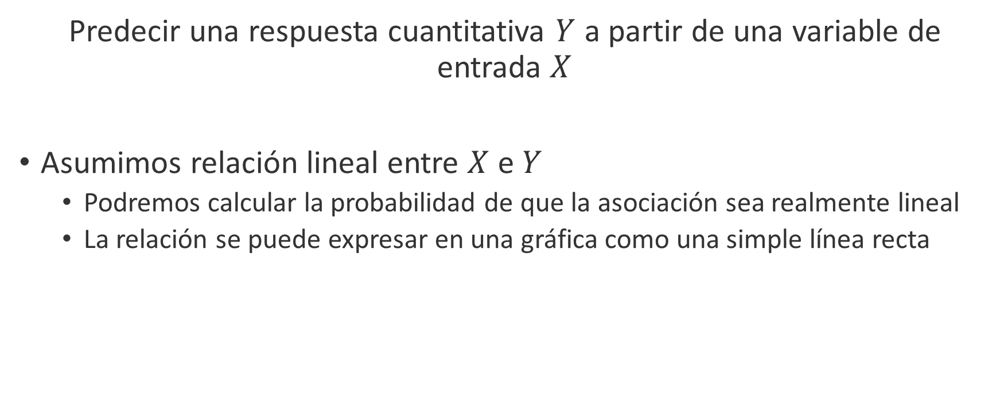 Predecir una respuesta cuantitativa Y a partir de una variable de
entrada X
• Asumimos relación lineal entre X e Y
• Podremos calcular la probabilidad de que la asociación sea realmente lineal
• La relación se puede expresar en una gráfica como una simple línea recta